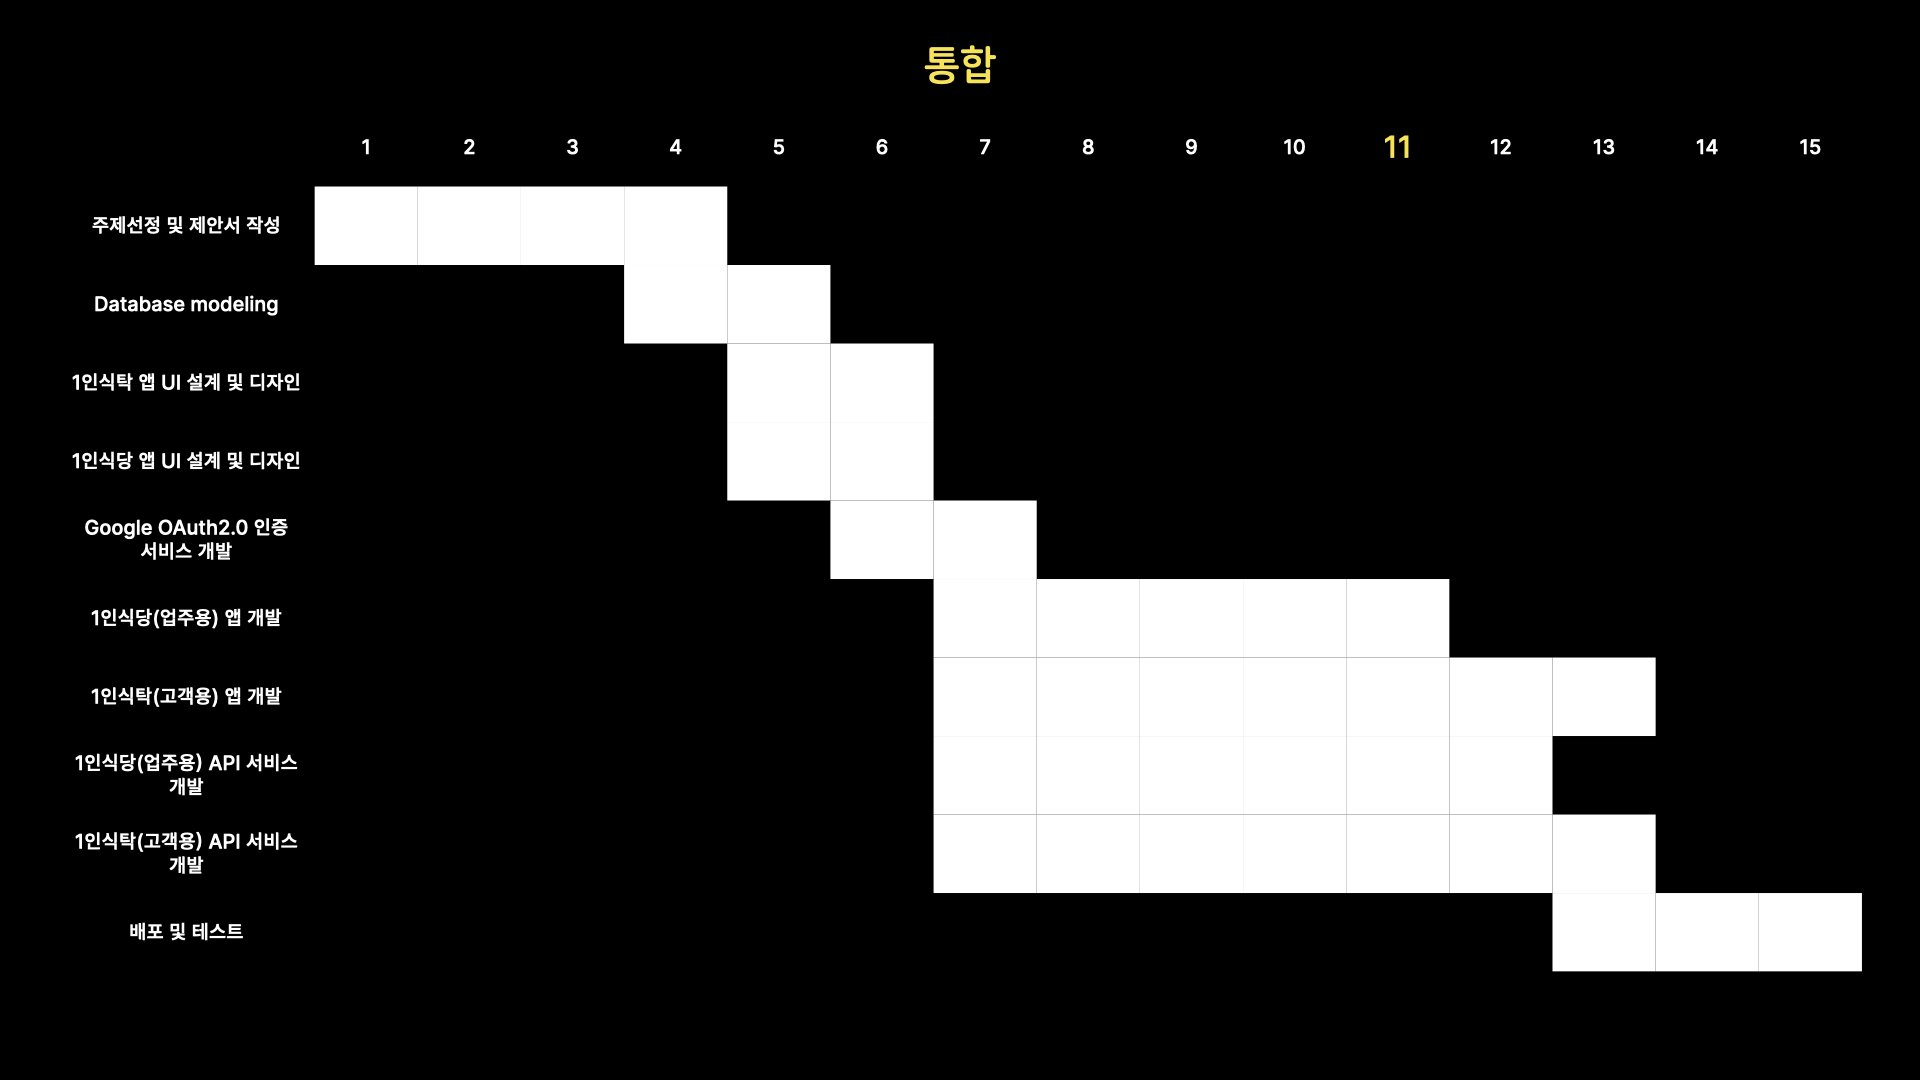 통합
1 2 3 4 5 6 7 8 9 10 11 12 13 14 15
주제선정 및 제안서 작성
Database modeling
1인식탁 앱 UI 설계 및 디자인
1인식당 앱 UI 설계 및 디자인
Google OAuth2.0 인증
서비스 개발
1인식당(업주용) 앱 개발
1인식탁(고객용) 앱 개발
1인식당(업주용) API 서비스
개발
1인식탁(고객용) API 서비스
개발
배포 및 테스트